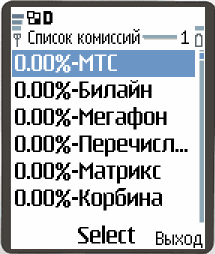 D
Список комиссий 1
0.00%-МТС
0.00%-Билайн
0.00%-Мегафон
0.00%-Перечисл...
0.00%-Матрикс
0.00%-Корбина
Select Выход